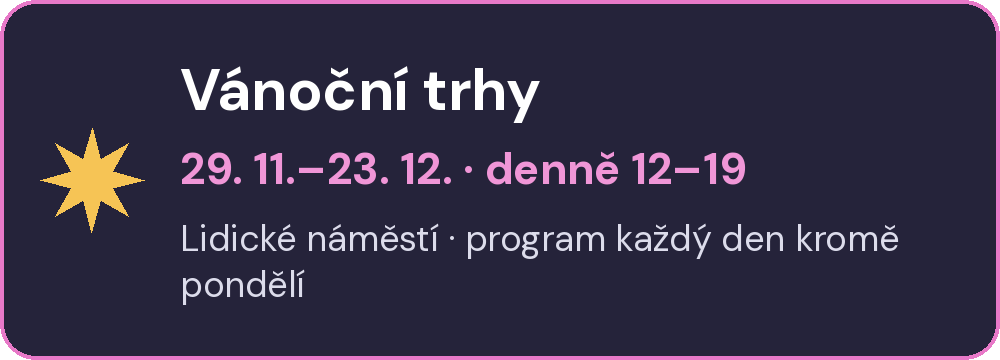 Vánoční trhy
29. 11.–23. 12. · denně 12–19
Lidické náměstí · program každý den kromě
pondělí